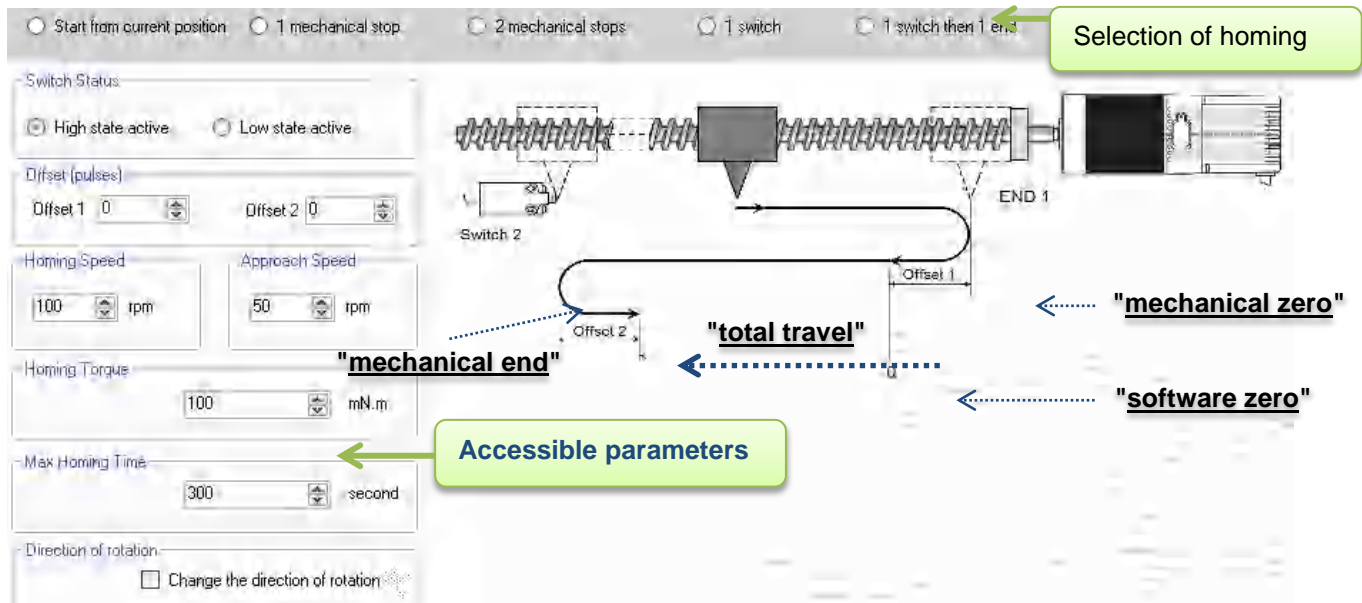 Start from current position 1 mechanical stop 2 mechanical stops 1 switch 1 switch then 1 end
Selection of homing
Switch Status
High state active Low state active
Offset (pulses)
Offset 1 0 Offset 2 0
Homing Speed Approach Speed
100 rpm 50 rpm
Homing Torque
100 mN.m
Max Homing Time
300 second
Direction of rotation
Change the direction of rotation
Switch 2
END 1
Offset 1
Offset 2
"mechanical zero"
"total travel"
"mechanical end"
0
"software zero"
Accessible parameters